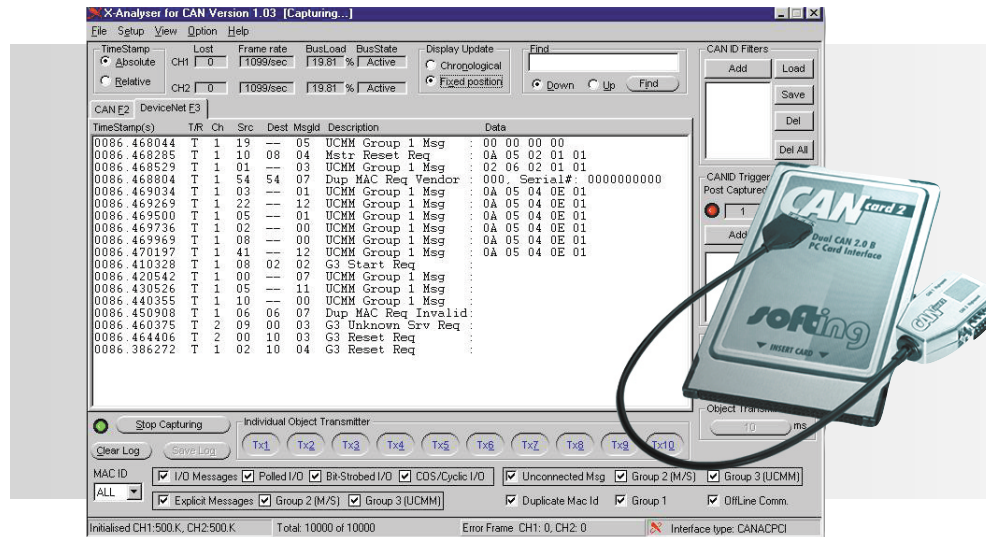 X-Analyser for CAN Version 1.03 [Capturing...]
File Setup View Option Help
TimeStamp Lost Frame rate BusLoad BusState Display Update Find CAN ID Filters
Absolute CH1 0 1099/sec 19.81 % Active Chronological Add Load
Relative CH2 0 1099/sec 19.81 % Active Fixed position Down Up Find Save
CAN F2 DeviceNet F3 Del
TimeStamp(s) T/R Ch Src Dest MsgId Description Data
0086.468044 T 1 19 -- 05 UCMM Group 1 Msg : 00 00 00 00
Del All
0086.468285 T 1 10 08 04 Mstr Reset Req : 0A 05 02 01 01
0086.468529 T 1 01 -- 03 UCMM Group 1 Msg : 02 06 02 01 01
0086.468804 T 1 54 54 07 Dup MAC Req Vendor : 000, Serial#: 0000000000
CANID Trigger
0086.469034 T 1 03 -- 01 UCMM Group 1 Msg : 0A 05 04 0E 01
Post Captured
0086.469269 T 1 22 -- 12 UCMM Group 1 Msg : 0A 05 04 0E 01
0086.469500 T 1 05 -- 01 UCMM Group 1 Msg : 0A 05 04 0E 01
1
0086.469736 T 1 02 -- 00 UCMM Group 1 Msg : 0A 05 04 0E 01
0086.469969 T 1 08 -- 00 UCMM Group 1 Msg : 0A 05 04 0E 01
Add
0086.470197 T 1 41 -- 12 UCMM Group 1 Msg : 0A 05 04 0E 01
0086.410328 T 1 08 02 02 G3 Start Req :
0086.420542 T 1 00 -- 07 UCMM Group 1 Msg :
0086.430526 T 1 05 -- 11 UCMM Group 1 Msg :
0086.440355 T 1 10 -- 00 UCMM Group 1 Msg :
0086.450908 T 1 06 06 07 Dup MAC Req Invalid:
0086.460375 T 2 09 00 03 G3 Unknown Srv Req :
0086.464406 T 2 00 10 03 G3 Reset Req :
0086.386272 T 1 02 10 04 G3 Reset Req :
CANcard 2
Dual CAN 2.0 B
PC Card Interface
softing
INSERT CARD
CANcard
Stop Capturing Individual Object Transmitter Object Transmi
Tx1 Tx2 Tx3 Tx4 Tx5 Tx6 Tx7 Tx8 Tx9 Tx10 10 ms
Clear Log Save Log
MAC ID I/O Messages Polled I/O Bit-Strobed I/O COS/Cyclic I/O Unconnected Msg Group 2 (M/S) Group 3 (UCMM)
ALL Explicit Messages Group 2 (M/S) Group 3 (UCMM) Duplicate Mac Id Group 1 OffLine Comm.
Initialised CH1:500.K, CH2:500.K Total: 10000 of 10000 Error Frame CH1: 0, CH2: 0 Interface type: CANACPCI